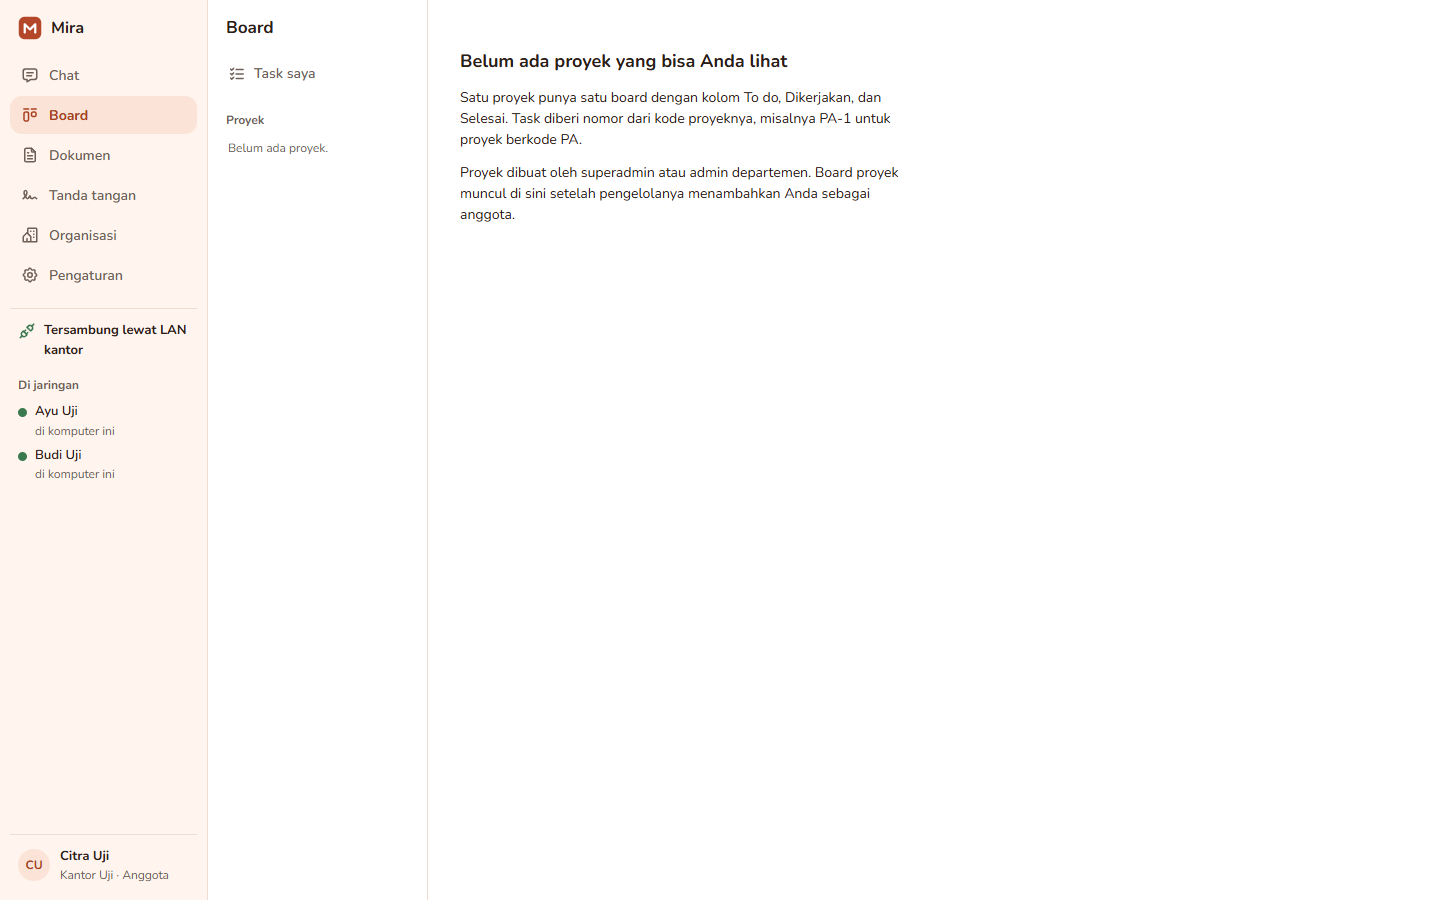 Mira
Chat
Board
Dokumen
Tanda tangan
Organisasi
Pengaturan
Tersambung lewat LAN
kantor
Di jaringan
Ayu Uji
di komputer ini
Budi Uji
di komputer ini
CU
Citra Uji
Kantor Uji · Anggota
Board
Task saya
Proyek
Belum ada proyek.
Belum ada proyek yang bisa Anda lihat
Satu proyek punya satu board dengan kolom To do, Dikerjakan, dan
Selesai. Task diberi nomor dari kode proyeknya, misalnya PA-1 untuk
proyek berkode PA.
Proyek dibuat oleh superadmin atau admin departemen. Board proyek
muncul di sini setelah pengelolanya menambahkan Anda sebagai
anggota.